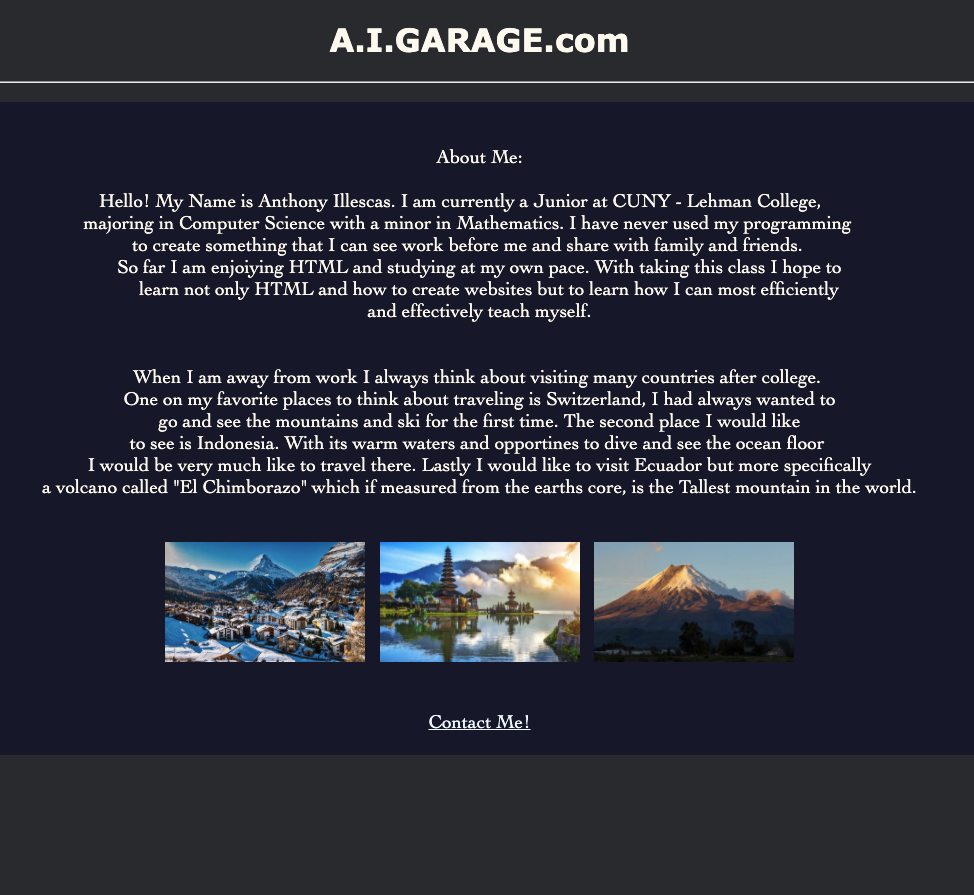 A.I.GARAGE.com
About Me:
Hello! My Name is Anthony Illescas. I am currently a Junior at CUNY - Lehman College,
majoring in Computer Science with a minor in Mathematics. I have never used my programming
to create something that I can see work before me and share with family and friends.
So far I am enjoiying HTML and studying at my own pace. With taking this class I hope to
learn not only HTML and how to create websites but to learn how I can most efficiently
and effectively teach myself.
When I am away from work I always think about visiting many countries after college.
One on my favorite places to think about traveling is Switzerland, I had always wanted to
go and see the mountains and ski for the first time. The second place I would like
to see is Indonesia. With its warm waters and opportines to dive and see the ocean floor
I would be very much like to travel there. Lastly I would like to visit Ecuador but more specifically
a volcano called "El Chimborazo" which if measured from the earths core, is the Tallest mountain in the world.
Contact Me!